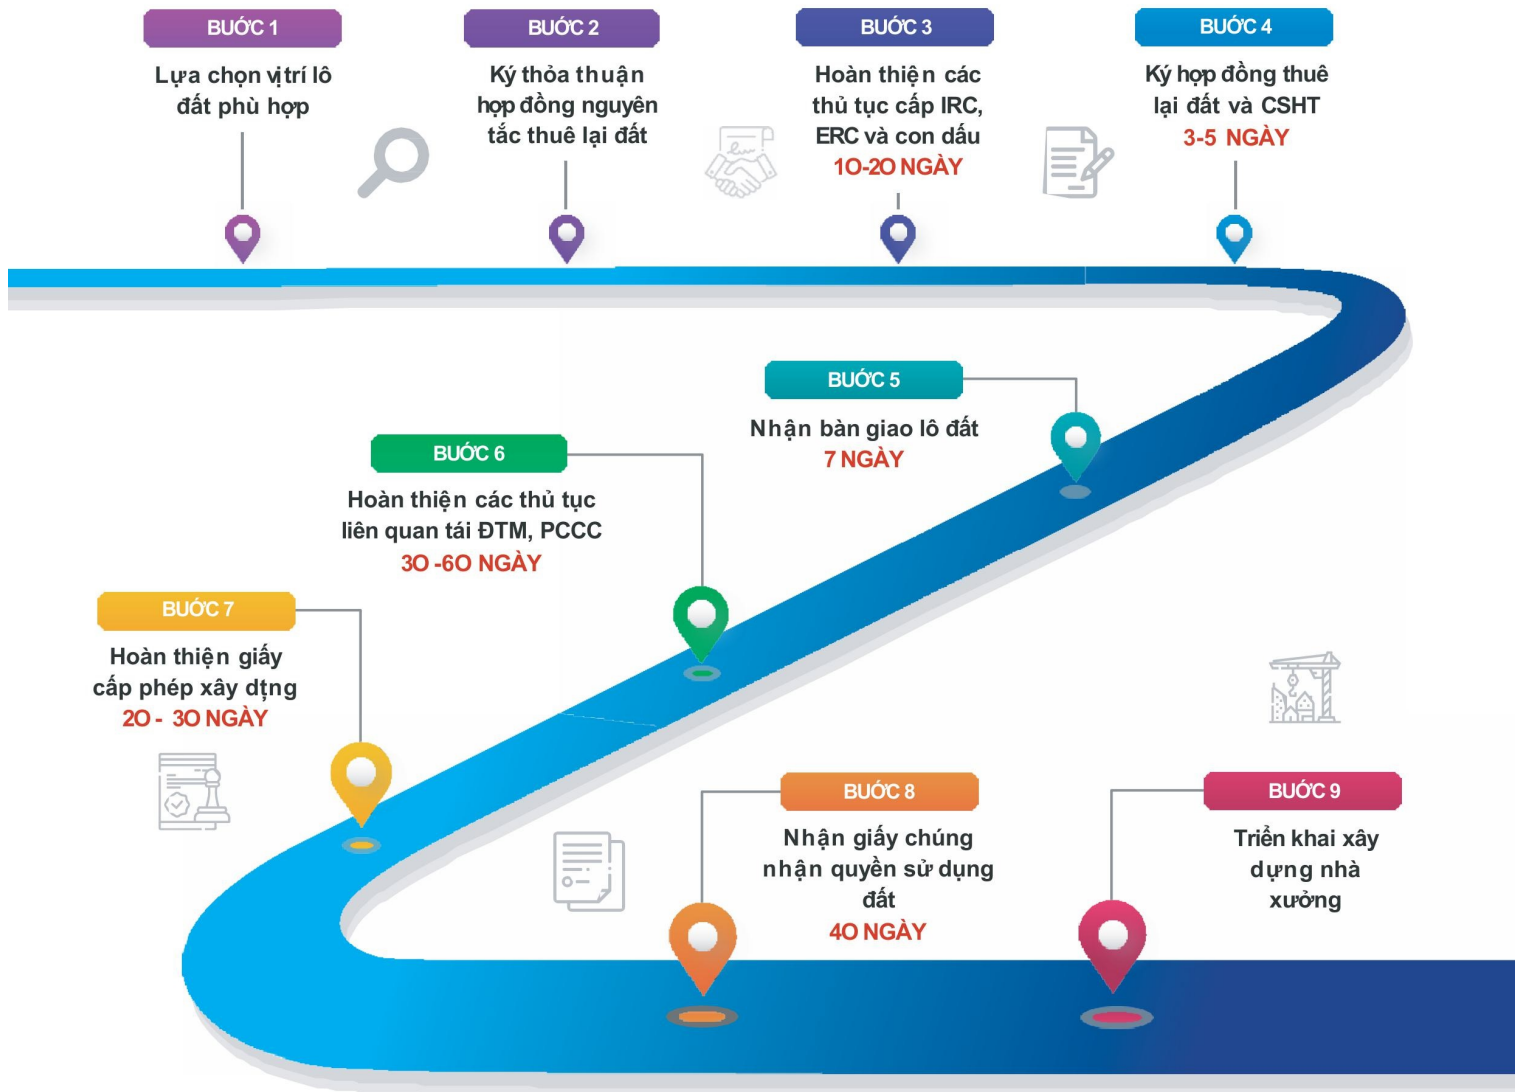 BƯỚC 1
Lựa chọn vị trí lô
đất phù hợp
BƯỚC 2
Ký thỏa thuận
hợp đồng nguyên
tắc thuê lại đất
BƯỚC 3
Hoàn thiện các
thủ tục cấp IRC,
ERC và con dấu
10-20 NGÀY
BƯỚC 4
Ký hợp đồng thuê
lại đất và CSHT
3-5 NGÀY
BƯỚC 5
Nhận bàn giao lô đất
7 NGÀY
BƯỚC 6
Hoàn thiện các thủ tục
liên quan tái ĐTM, PCCC
30 -60 NGÀY
BƯỚC 7
Hoàn thiện giấy
cấp phép xây dţng
20 - 30 NGÀY
BƯỚC 8
Nhận giấy chúng
nhận quyền sử dụng
đất
40 NGÀY
BƯỚC 9
Triển khai xây
dựng nhà
xưởng